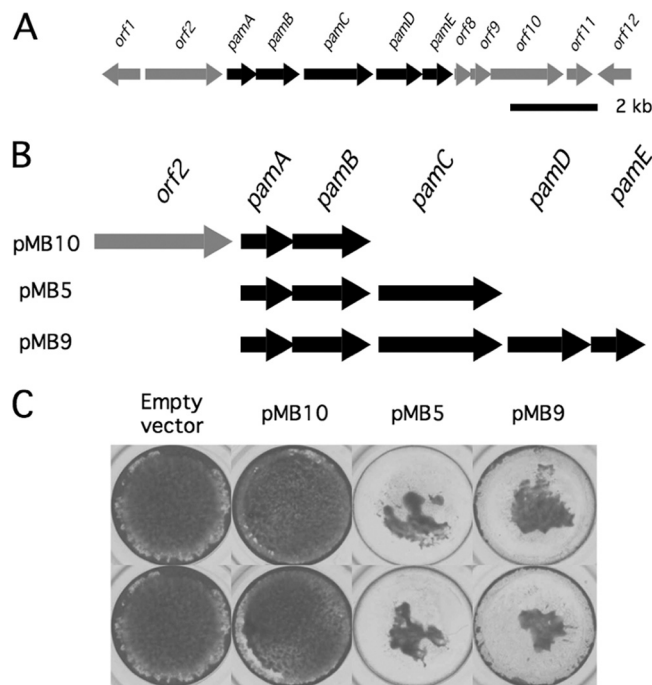 A
orf1 orf2 pamA pamB pamC pamD pamE orf8 orf9 orf10 orf11 orf12
2 kb
B
orf2 pamA pamB pamC pamD pamE
pMB10
pMB5
pMB9
C
Empty vector pMB10 pMB5 pMB9